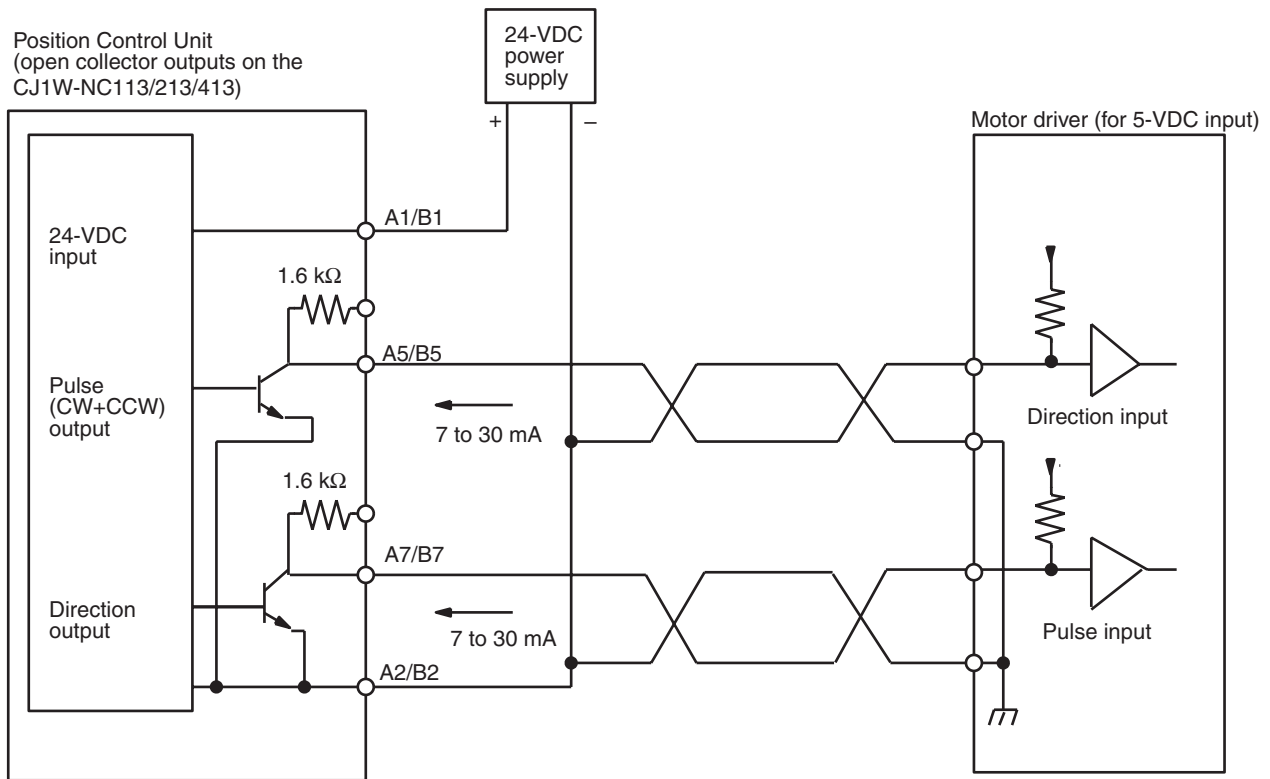 Position Control Unit
(open collector outputs on the
CJ1W-NC113/213/413)
24-VDC
power
supply
+
–
Motor driver (for 5-VDC input)
24-VDC
input
A1/B1
1.6 kΩ
A5/B5
Pulse
(CW+CCW)
output
7 to 30 mA
Direction input
1.6 kΩ
A7/B7
Direction
output
7 to 30 mA
Pulse input
A2/B2